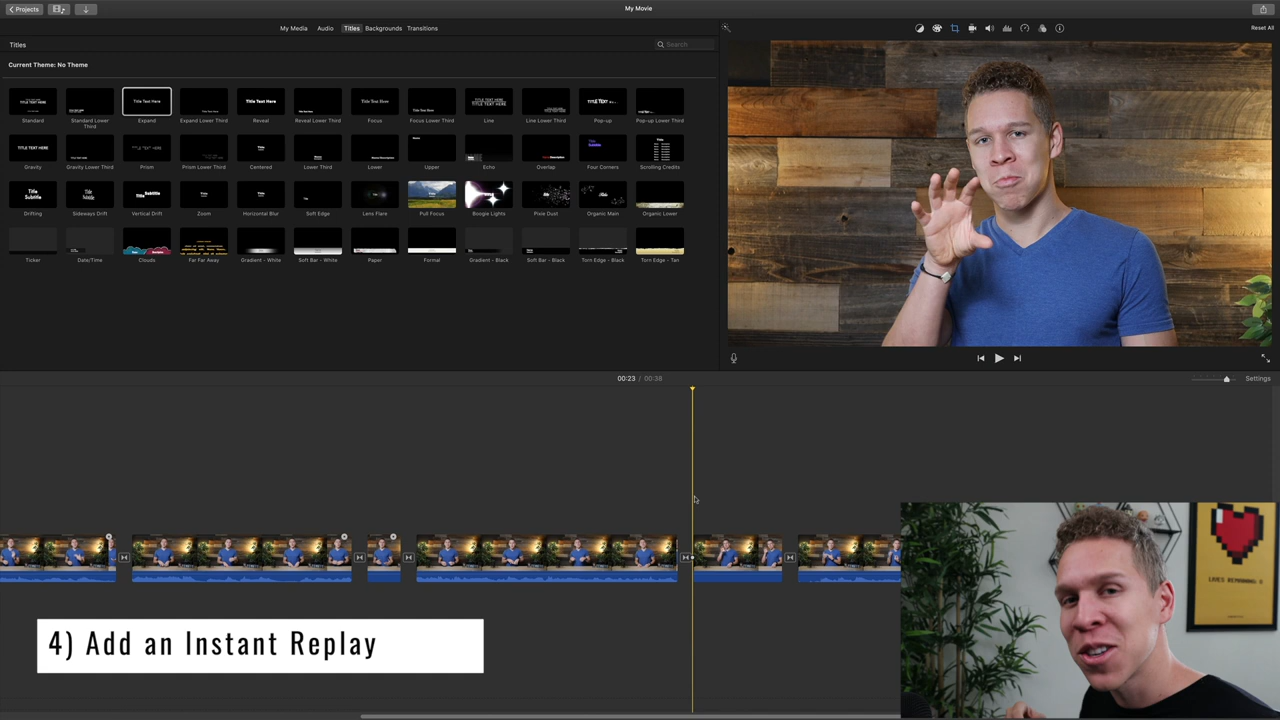 Projects
My Movie
My Media Audio Titles Backgrounds Transitions
Reset All
Titles
Search
Current Theme: No Theme
Standard
Standard Lower Third
Expand
Expand Lower Third
Reveal
Reveal Lower Third
Focus
Focus Lower Third
Line
Line Lower Third
Pop-up
Pop-up Lower Third
Gravity
Gravity Lower Third
Prism
Prism Lower Third
Centered
Lower Third
Lower
Upper
Echo
Overlap
Four Corners
Scrolling Credits
Drifting
Sideways Drift
Vertical Drift
Zoom
Horizontal Blur
Soft Edge
Lens Flare
Pull Focus
Boogie Lights
Pixie Dust
Organic Main
Organic Lower
Ticker
Date/Time
Clouds
Far Far Away
Gradient - White
Soft Bar - White
Paper
Formal
Gradient - Black
Soft Bar - Black
Torn Edge - Black
Torn Edge - Tan
00:23 / 00:38
Settings
LIVES REMAINING: 0
4) Add an Instant Replay